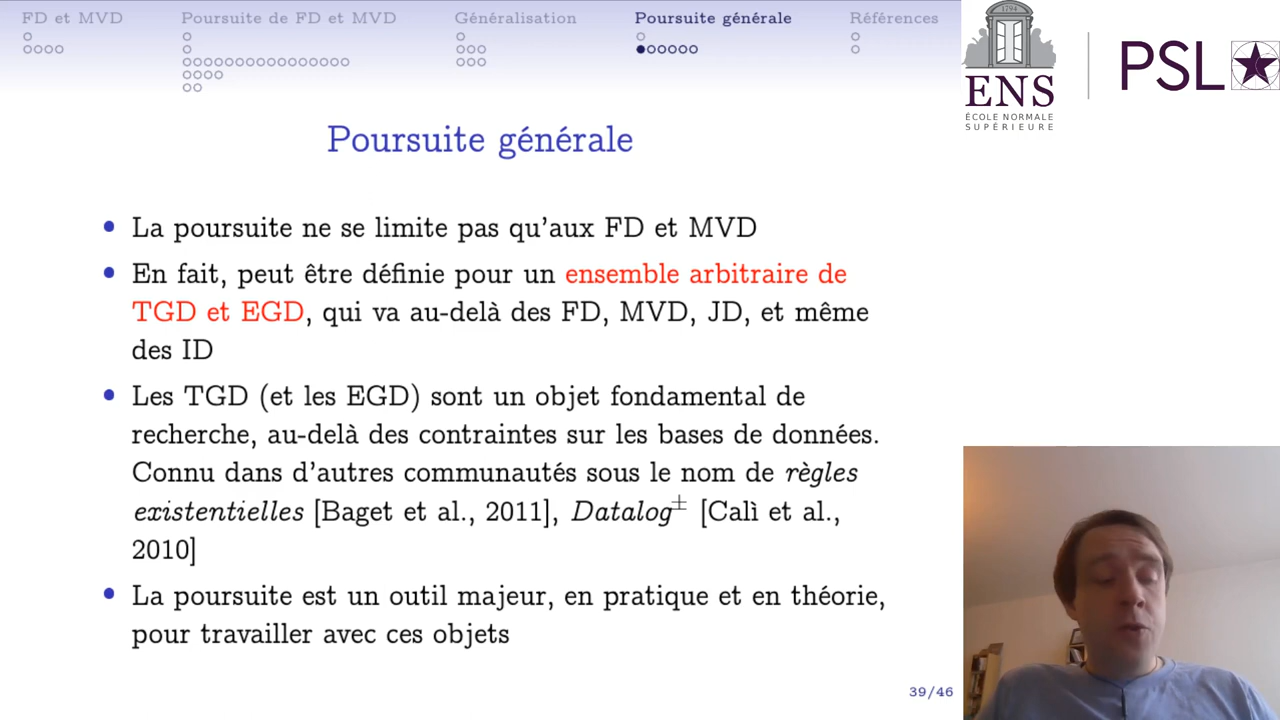 FD et MVD
Poursuite de FD et MVD
Généralisation
Poursuite générale
Références
1794
ENS
ÉCOLE NORMALE
SUPÉRIEURE
PSL
Poursuite générale
La poursuite ne se limite pas qu'aux FD et MVD
En fait, peut être définie pour un ensemble arbitraire de
TGD et EGD, qui va au-delà des FD, MVD, JD, et même
des ID
Les TGD (et les EGD) sont un objet fondamental de
recherche, au-delà des contraintes sur les bases de données.
Connu dans d'autres communautés sous le nom de règles
existentielles [Baget et al., 2011], Datalog± [Calì et al.,
2010]
La poursuite est un outil majeur, en pratique et en théorie,
pour travailler avec ces objets
39/46